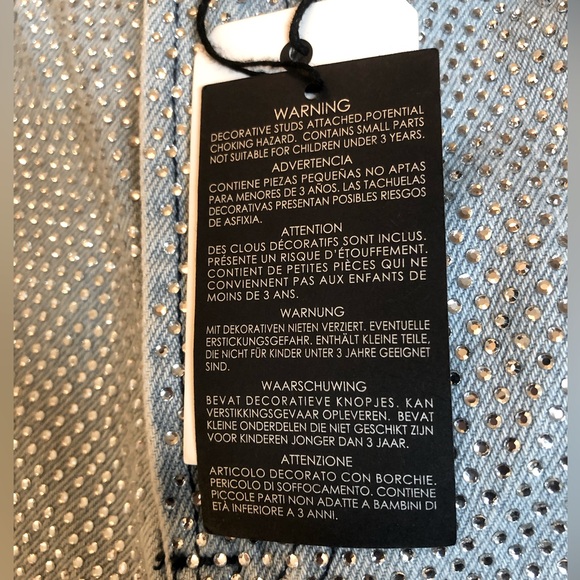 WARNING
DECORATIVE STUDS ATTACHED.POTENTIAL
CHOKING HAZARD. CONTAINS SMALL PARTS
NOT SUITABLE FOR CHILDREN UNDER 3 YEARS.
ADVERTENCIA
CONTIENE PIEZAS PEQUEÑAS NO APTAS
PARA MENORES DE 3 AÑOS. LAS TACHUELAS
DECORATIVAS PRESENTAN POSIBLES RIESGOS
DE ASFIXIA.
ATTENTION
DES CLOUS DÉCORATIFS SONT INCLUS.
PRÉSENTE UN RISQUE D'ÉTOUFFEMENT.
CONTIENT DE PETITES PIÈCES QUI NE
CONVIENNENT PAS AUX ENFANTS DE
MOINS DE 3 ANS.
WARNUNG
MIT DEKORATIVEN NIETEN VERZIERT. EVENTUELLE
ERSTICKUNGSGEFAHR. ENTHÄLT KLEINE TEILE,
DIE NICHT FÜR KINDER UNTER 3 JAHRE GEEIGNET
SIND.
WAARSCHUWING
BEVAT DECORATIEVE KNOPJES. KAN
VERSTIKKINGSGEVAAR OPLEVEREN. BEVAT
KLEINE ONDERDELEN DIE NIET GESCHIKT ZIJN
VOOR KINDEREN JONGER DAN 3 JAAR.
ATTENZIONE
ARTICOLO DECORATO CON BORCHIE.
PERICOLO DI SOFFOCAMENTO. CONTIENE
PICCOLE PARTI NON ADATTE A BAMBINI DI
ETÀ INFERIORE A 3 ANNI.